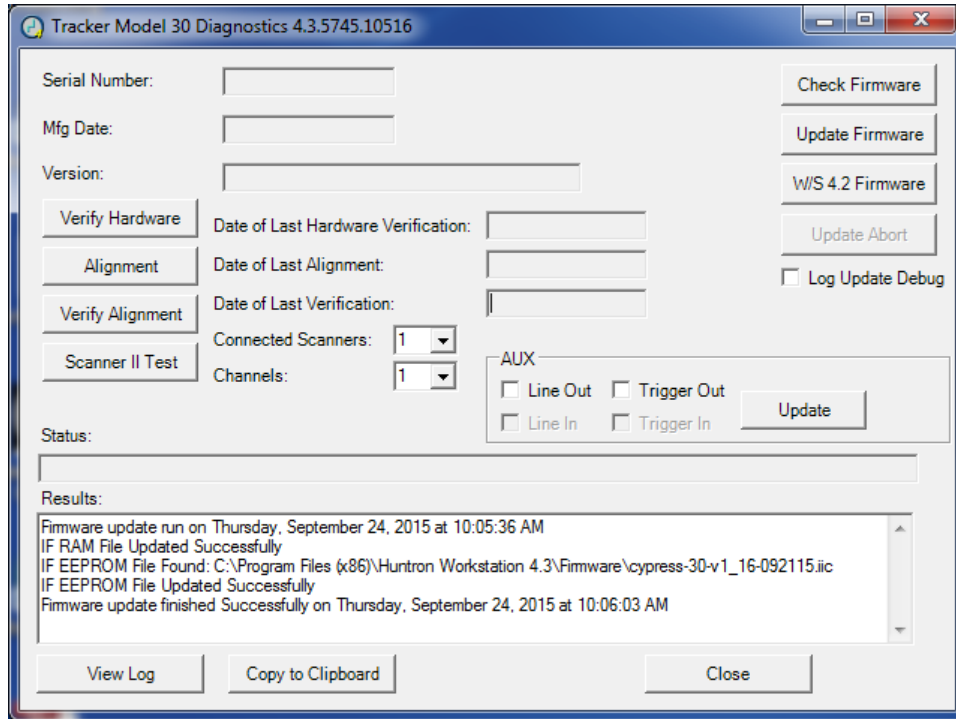 Tracker Model 30 Diagnostics 4.3.5745.10516
Serial Number:
Check Firmware
Mfg Date:
Update Firmware
Version:
W/S 4.2 Firmware
Verify Hardware
Date of Last Hardware Verification:
Update Abort
Alignment
Date of Last Alignment:
Log Update Debug
Verify Alignment
Date of Last Verification:
Connected Scanners: 1
Scanner II Test
Channels: 1
AUX
Line Out Trigger Out
Update
Line In Trigger In
Status:
Results:
Firmware update run on Thursday, September 24, 2015 at 10:05:36 AM
IF RAM File Updated Successfully
IF EEPROM File Found: C:\Program Files (x86)\Huntron Workstation 4.3\Firmware\cypress-30-v1_16-092115.iic
IF EEPROM File Updated Successfully
Firmware update finished Successfully on Thursday, September 24, 2015 at 10:06:03 AM
View Log
Copy to Clipboard
Close